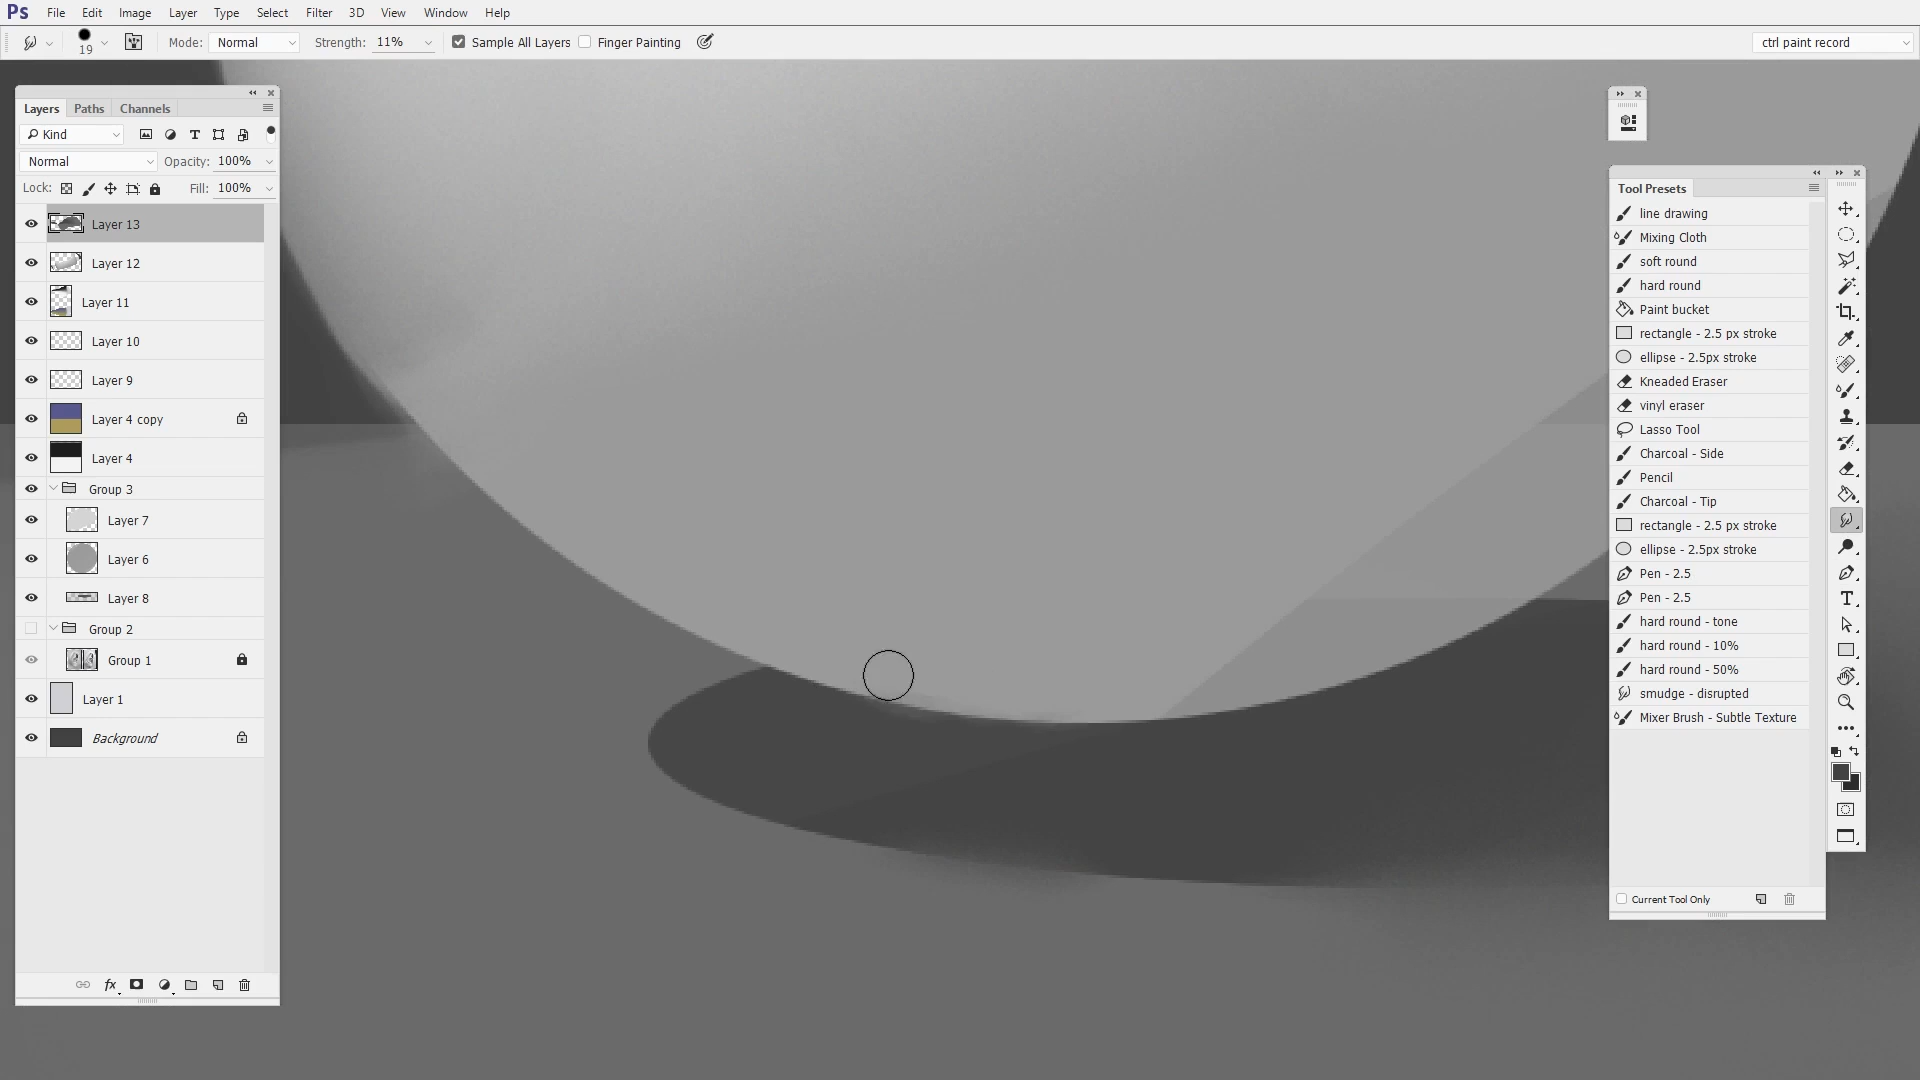 Ps File Edit Image Layer Type Select Filter 3D View Window Help
19 Mode: Normal Strength: 11% Sample All Layers Finger Painting ctrl paint record
Layers Paths Channels
Kind
Normal Opacity: 100%
Lock: Fill: 100%
Layer 13
Layer 12
Layer 11
Layer 10
Layer 9
Layer 4 copy
Layer 4
Group 3
Layer 7
Layer 6
Layer 8
Group 2
Group 1
Layer 1
Background
fx
Tool Presets
line drawing
Mixing Cloth
soft round
hard round
Paint bucket
rectangle - 2.5 px stroke
ellipse - 2.5px stroke
Kneaded Eraser
vinyl eraser
Lasso Tool
Charcoal - Side
Pencil
Charcoal - Tip
rectangle - 2.5 px stroke
ellipse - 2.5px stroke
Pen - 2.5
Pen - 2.5
hard round - tone
hard round - 10%
hard round - 50%
smudge - disrupted
Mixer Brush - Subtle Texture
Current Tool Only